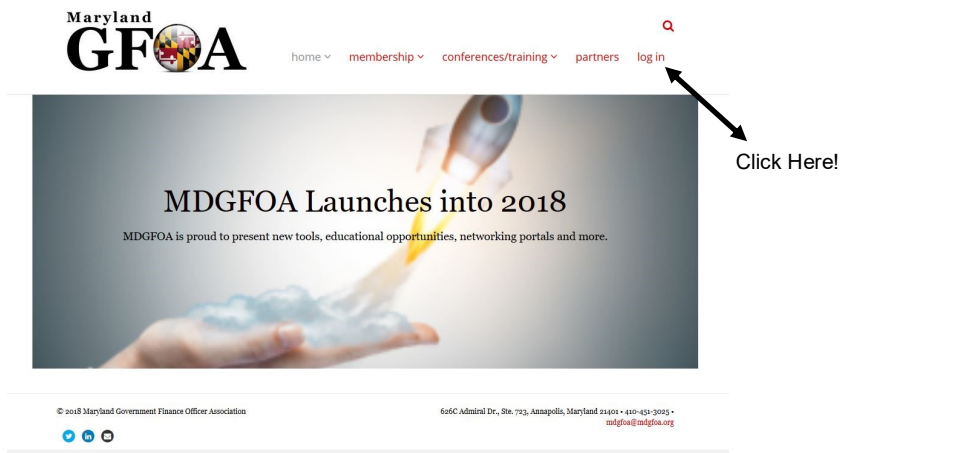 Maryland
GFOA
home membership conferences/training partners log in
Click Here!
MDGFOA Launches into 2018
MDGFOA is proud to present new tools, educational opportunities, networking portals and more.
© 2018 Maryland Government Finance Officer Association
626C Admiral Dr., Ste. 723, Annapolis, Maryland 21401 • 410-451-3025 •
mdgfoa@mdgfoa.org